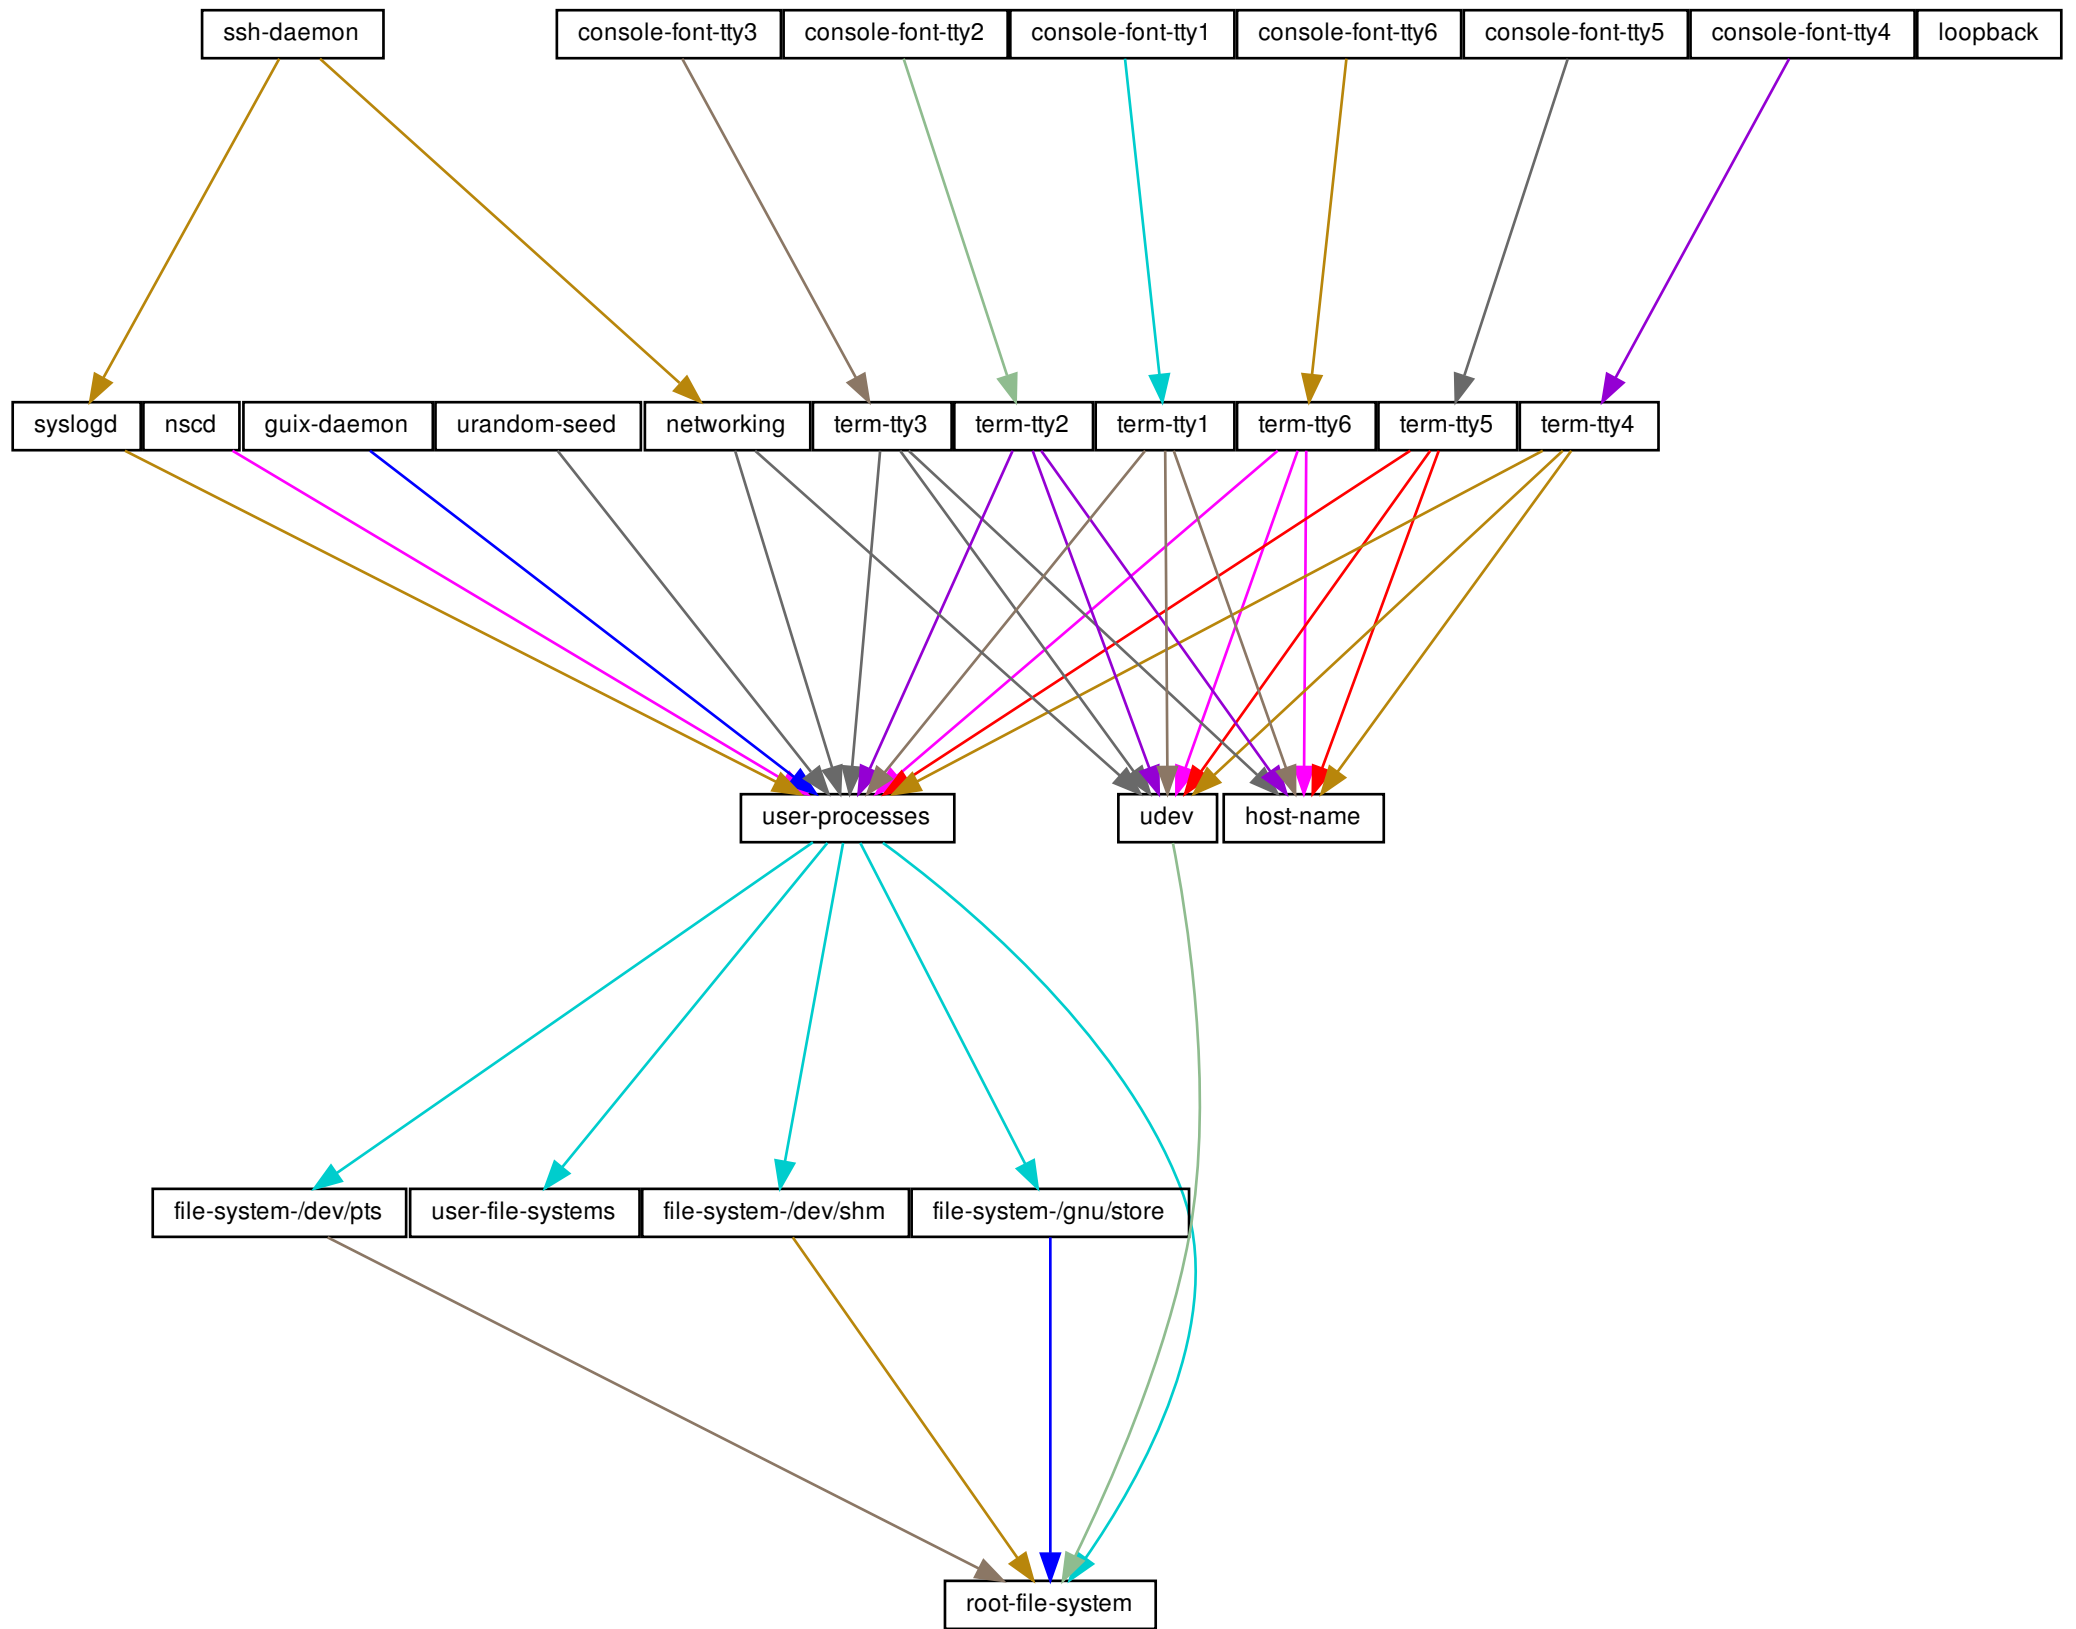 ssh-daemon
console-font-tty3
console-font-tty2
console-font-tty1
console-font-tty6
console-font-tty5
console-font-tty4
loopback
syslogd
nscd
guix-daemon
urandom-seed
networking
term-tty3
term-tty2
term-tty1
term-tty6
term-tty5
term-tty4
user-processes
udev
host-name
file-system-/dev/pts
user-file-systems
file-system-/dev/shm
file-system-/gnu/store
root-file-system